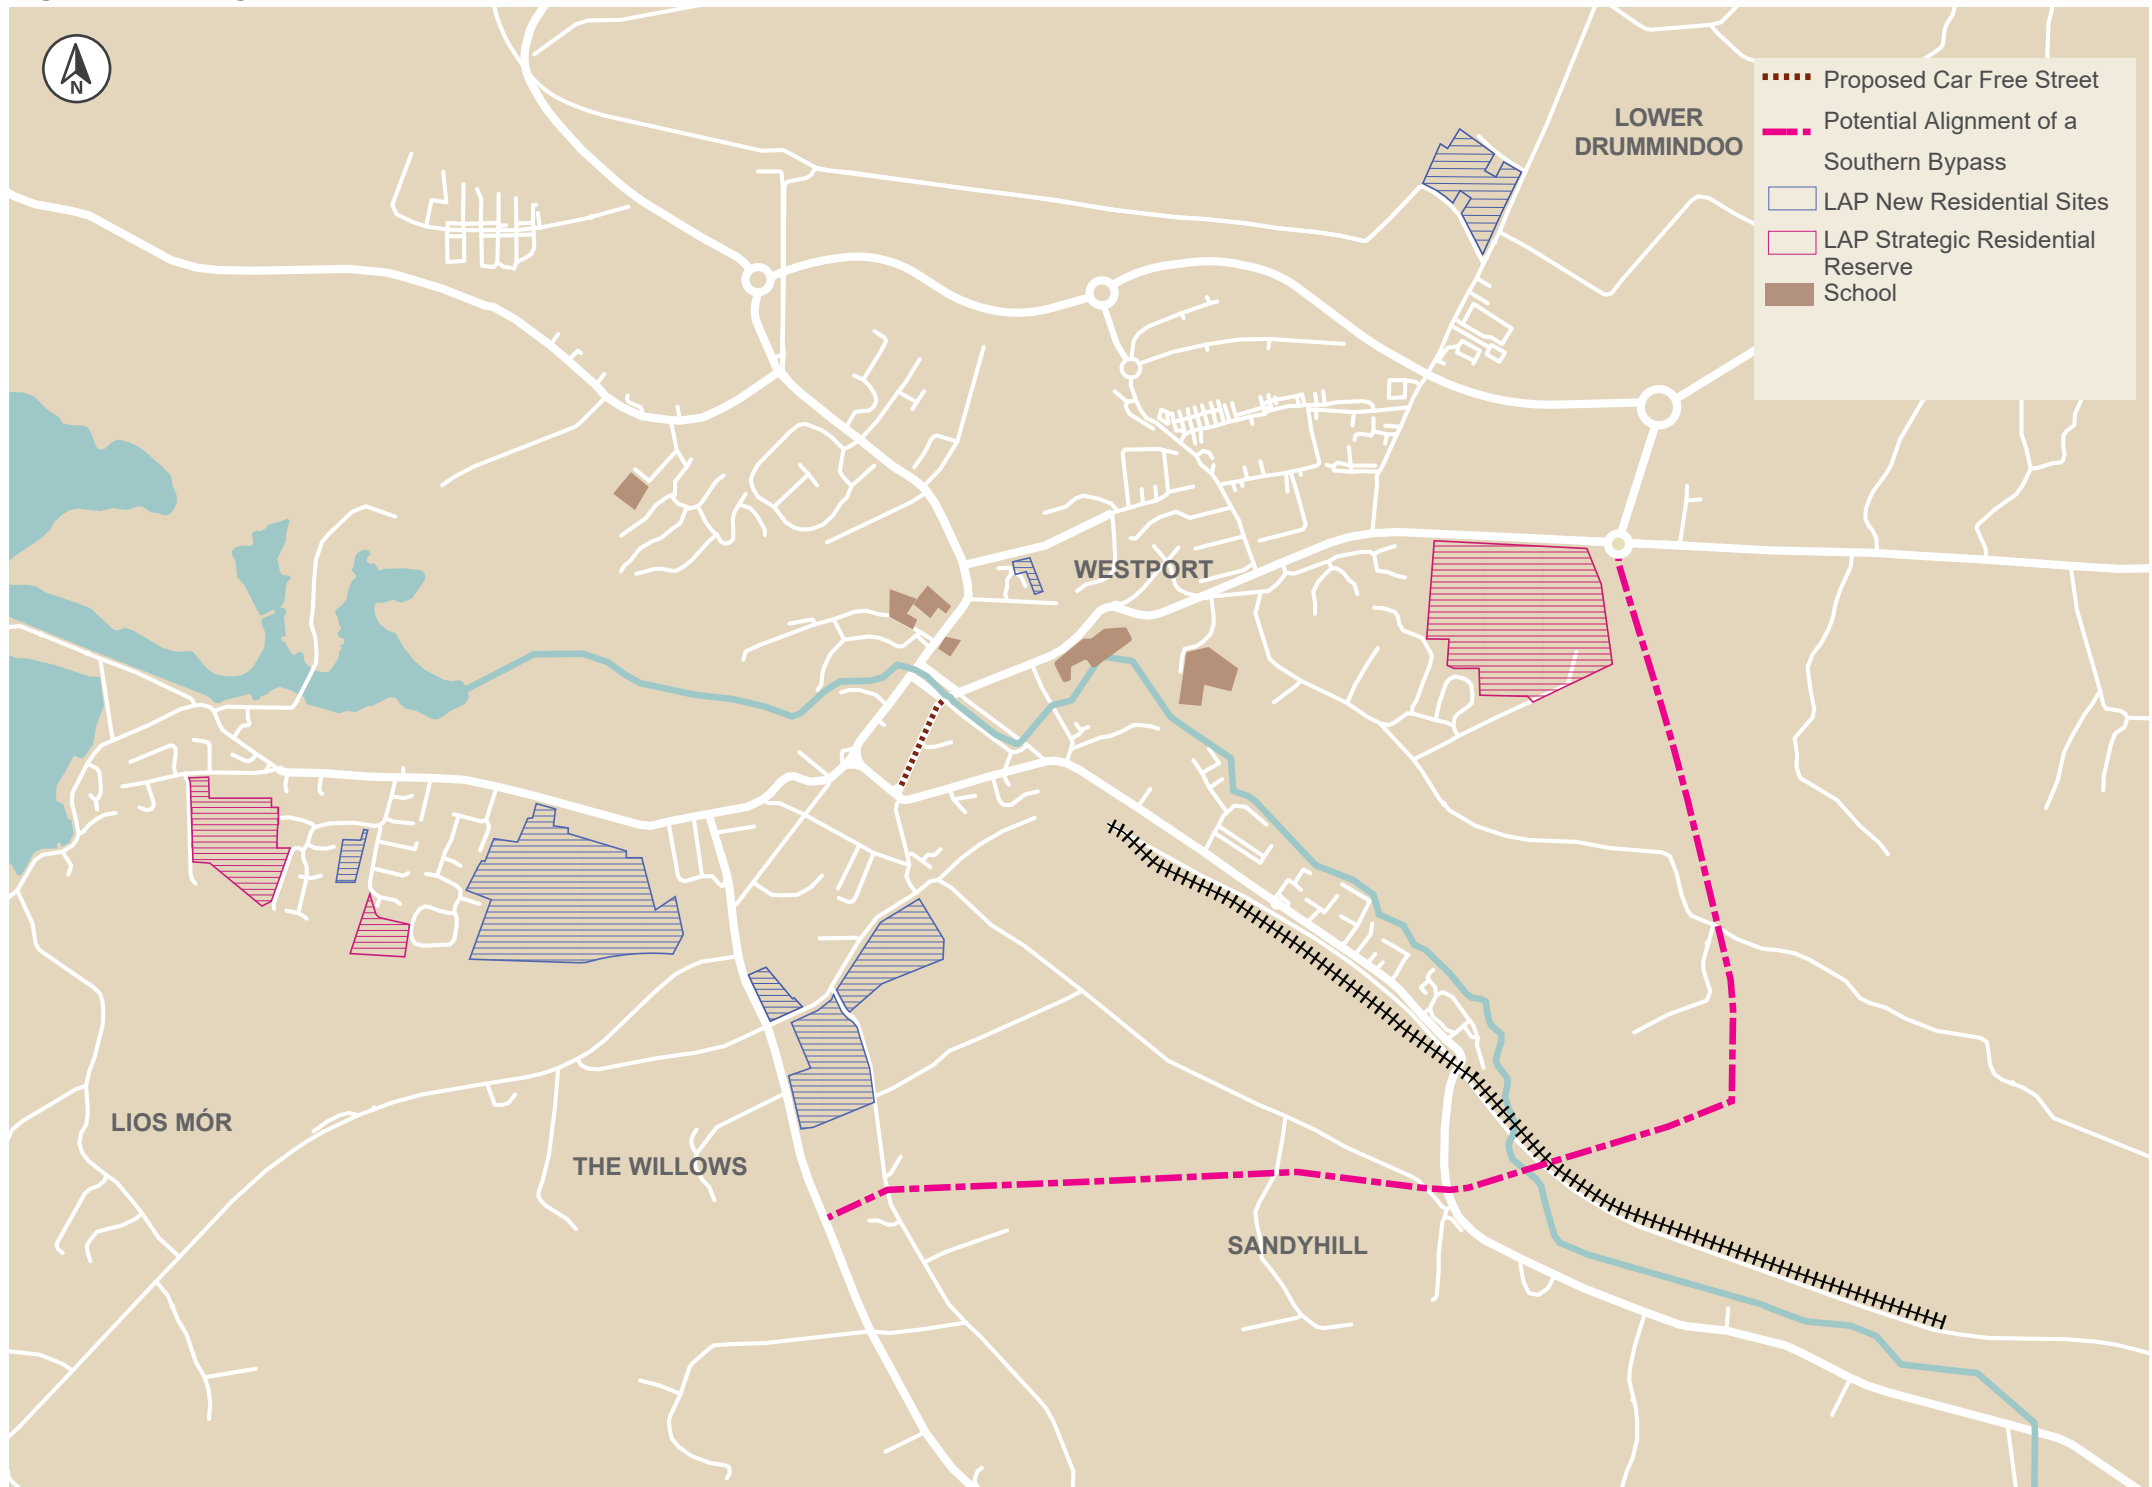 N
LOWER
DRUMMINDOO
Proposed Car Free Street
Potential Alignment of a
Southern Bypass
LAP New Residential Sites
LAP Strategic Residential
Reserve
School
WESTPORT
LIOS MÓR
THE WILLOWS
SANDYHILL